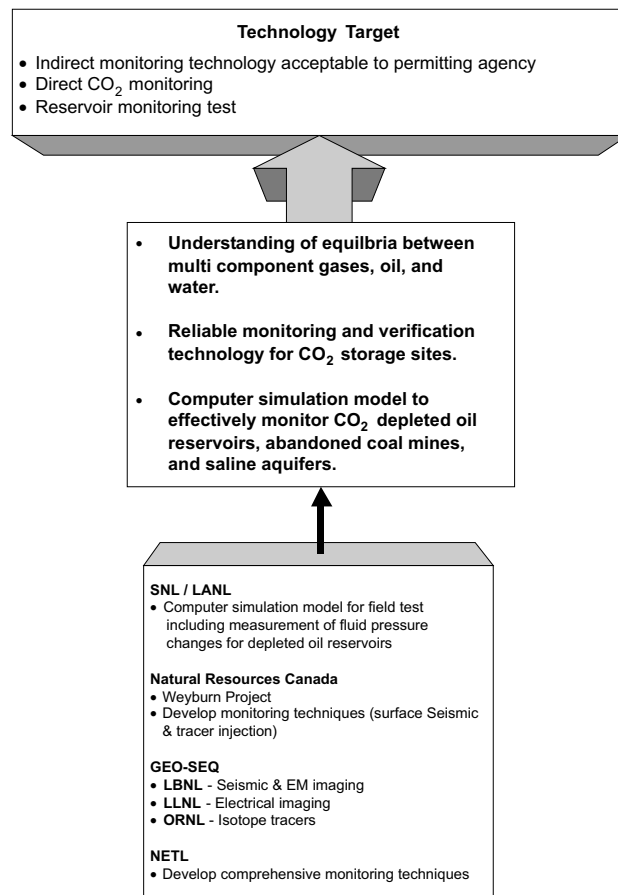 Technology Target
• Indirect monitoring technology acceptable to permitting agency
• Direct CO2 monitoring
• Reservoir monitoring test
• Understanding of equilbria between
multi component gases, oil, and
water.
• Reliable monitoring and verification
technology for CO2 storage sites.
• Computer simulation model to
effectively monitor CO2 depleted oil
reservoirs, abandoned coal mines,
and saline aquifers.
SNL / LANL
• Computer simulation model for field test
including measurement of fluid pressure
changes for depleted oil reservoirs
Natural Resources Canada
• Weyburn Project
• Develop monitoring techniques (surface Seismic
& tracer injection)
GEO-SEQ
• LBNL - Seismic & EM imaging
• LLNL - Electrical imaging
• ORNL - Isotope tracers
NETL
• Develop comprehensive monitoring techniques